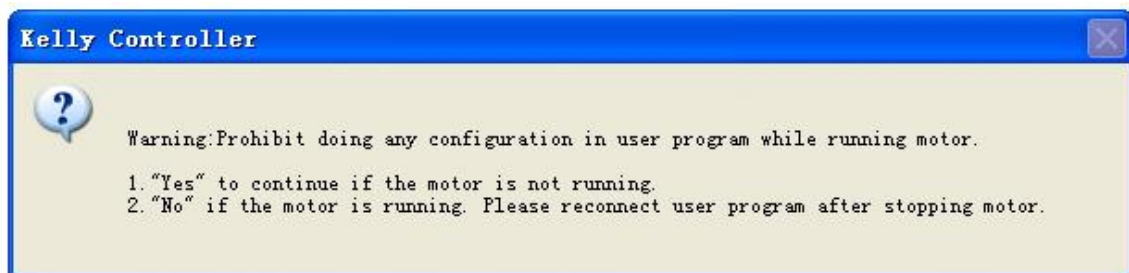 Kelly Controller
Warning:Prohibit doing any configuration in user program while running motor.
1."Yes" to continue if the motor is not running.
2."No" if the motor is running. Please reconnect user program after stopping motor.